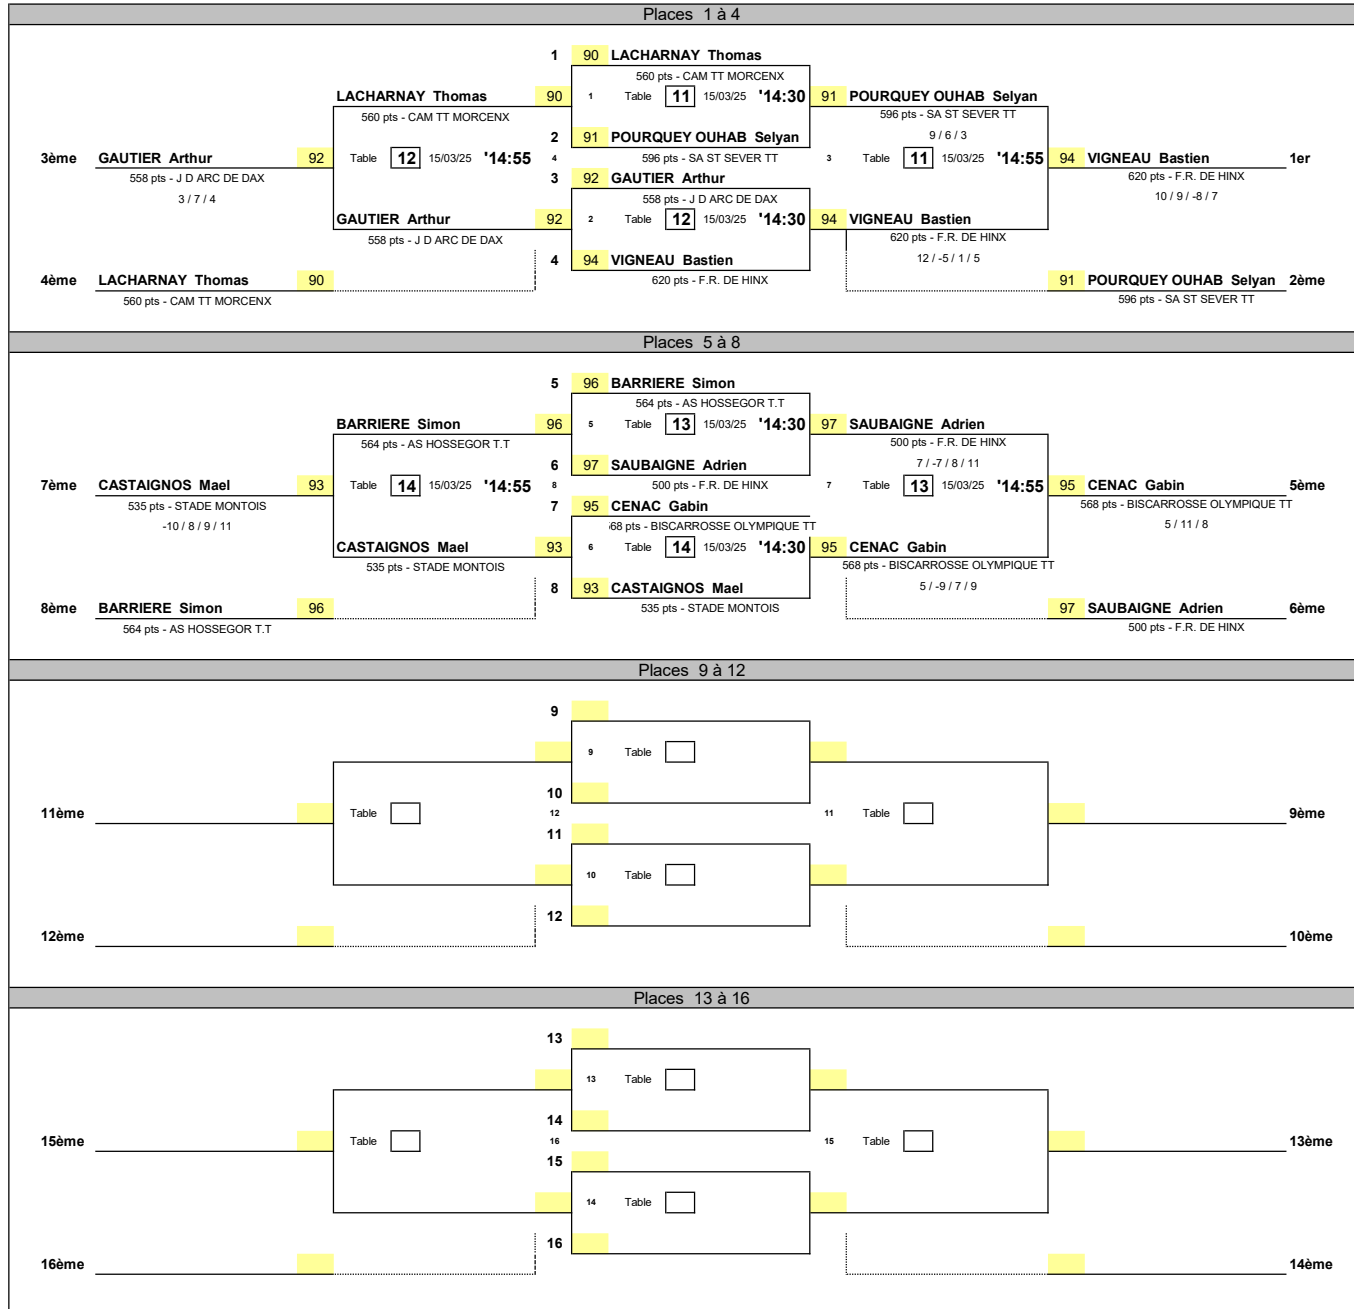 Places 1 à 4
1 90 LACHARNAY Thomas
560 pts - CAM TT MORCENX
LACHARNAY Thomas 90 1 Table 11 15/03/25 '14:30 91 POURQUEY OUHAB Selyan
560 pts - CAM TT MORCENX 596 pts - SA ST SEVER TT
2 91 POURQUEY OUHAB Selyan 9 / 6 / 3
3ème GAUTIER Arthur 92 Table 12 15/03/25 '14:55 4 596 pts - SA ST SEVER TT 3 Table 11 15/03/25 '14:55 94 VIGNEAU Bastien 1er
558 pts - J D ARC DE DAX 3 92 GAUTIER Arthur 620 pts - F.R. DE HINX
3 / 7 / 4 558 pts - J D ARC DE DAX 10 / 9 / -8 / 7
GAUTIER Arthur 92 2 Table 12 15/03/25 '14:30 94 VIGNEAU Bastien
558 pts - J D ARC DE DAX 620 pts - F.R. DE HINX
4 94 VIGNEAU Bastien 12 / -5 / 1 / 5
4ème LACHARNAY Thomas 90 620 pts - F.R. DE HINX 91 POURQUEY OUHAB Selyan 2ème
560 pts - CAM TT MORCENX 596 pts - SA ST SEVER TT
Places 5 à 8
5 96 BARRIERE Simon
564 pts - AS HOSSEGOR T.T
BARRIERE Simon 96 5 Table 13 15/03/25 '14:30 97 SAUBAIGNE Adrien
564 pts - AS HOSSEGOR T.T 500 pts - F.R. DE HINX
6 97 SAUBAIGNE Adrien 7 / -7 / 8 / 11
7ème CASTAIGNOS Mael 93 Table 14 15/03/25 '14:55 8 500 pts - F.R. DE HINX 7 Table 13 15/03/25 '14:55 95 CENAC Gabin 5ème
535 pts - STADE MONTOIS 7 95 CENAC Gabin 568 pts - BISCARROSSE OLYMPIQUE TT
-10 / 8 / 9 / 11 68 pts - BISCARROSSE OLYMPIQUE TT 5 / 11 / 8
CASTAIGNOS Mael 93 6 Table 14 15/03/25 '14:30 95 CENAC Gabin
535 pts - STADE MONTOIS 568 pts - BISCARROSSE OLYMPIQUE TT
8 93 CASTAIGNOS Mael 5 / -9 / 7 / 9
8ème BARRIERE Simon 96 535 pts - STADE MONTOIS 97 SAUBAIGNE Adrien 6ème
564 pts - AS HOSSEGOR T.T 500 pts - F.R. DE HINX
Places 9 à 12
9
9 Table
10
11ème Table 12 11 Table 9ème
11
10 Table
12
12ème 10ème
Places 13 à 16
13
13 Table
14
15ème Table 16 15 Table 13ème
15
14 Table
16
16ème 14ème